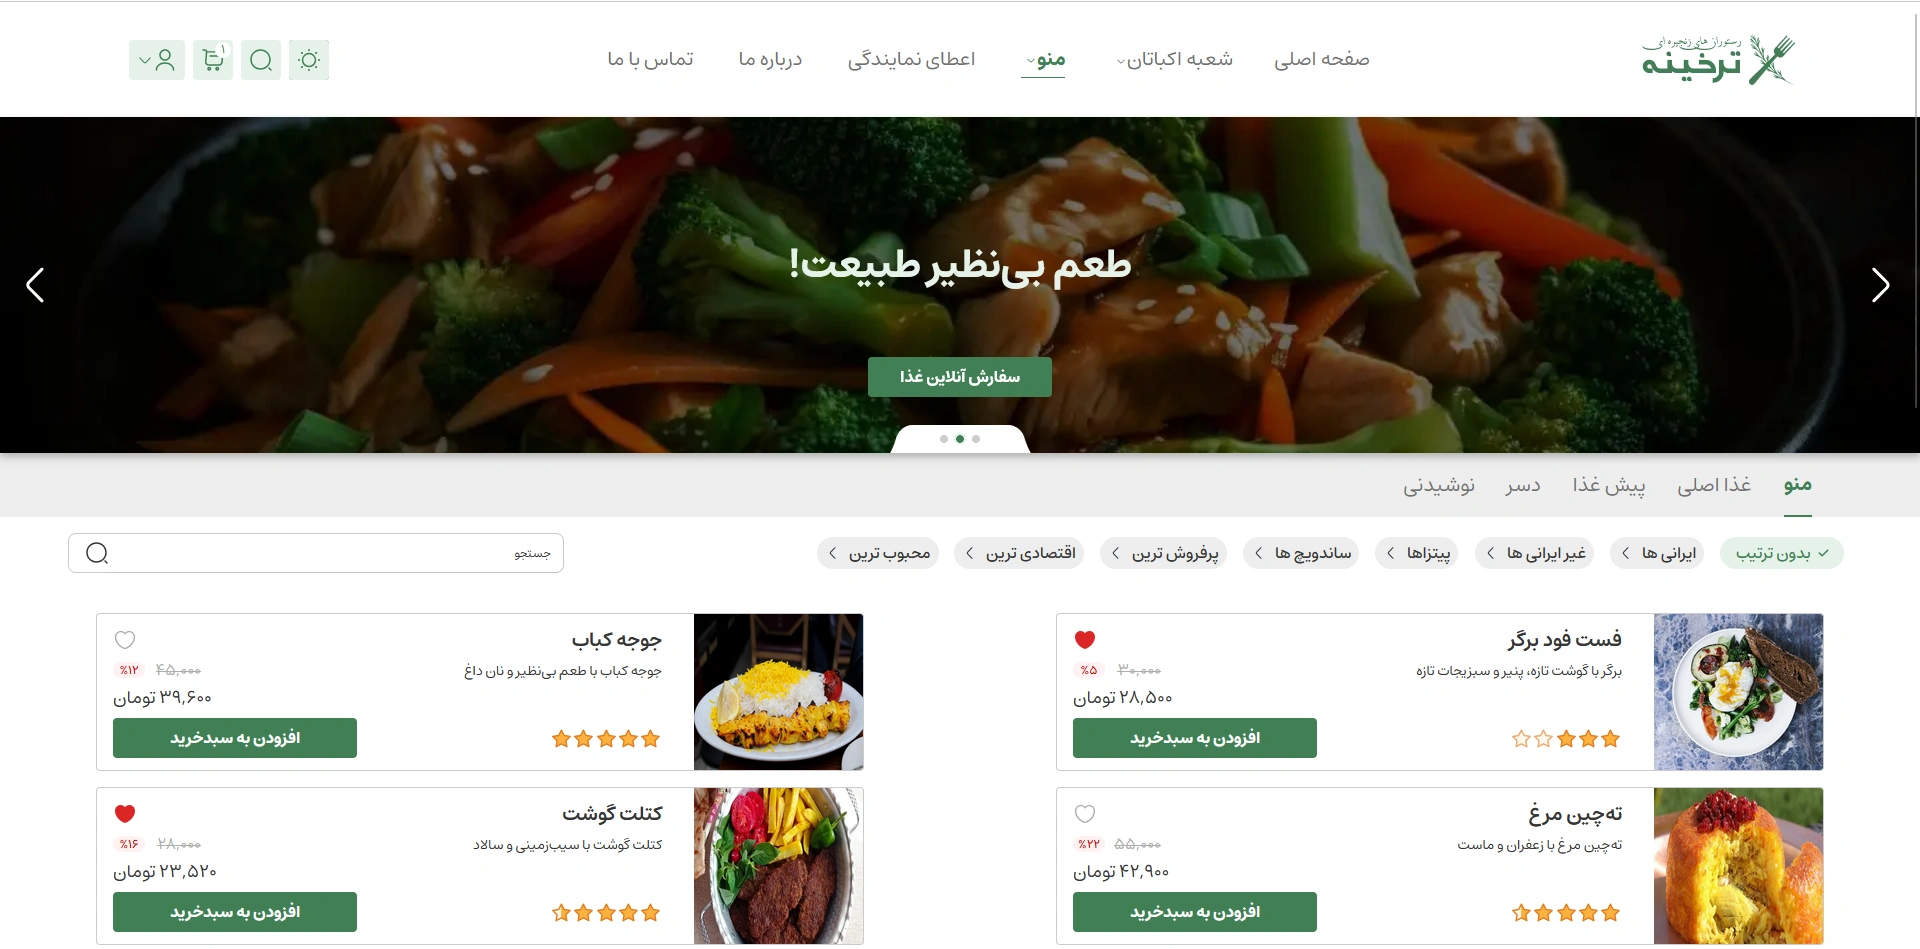 رستوران های زنجیره ای
ترخینه
صفحه اصلی
شعبه اکباتان
منو
اعطای نمایندگی
درباره ما
تماس با ما
۱
طعم بی‌نظیر طبیعت!
سفارش آنلاین غذا
منو
غذا اصلی
پیش غذا
دسر
نوشیدنی
بدون ترتیب
ایرانی ها
غیر ایرانی ها
پیتزاها
ساندویچ ها
پرفروش ترین
اقتصادی ترین
محبوب ترین
جستجو
فست فود برگر
برگر با گوشت تازه، پنیر و سبزیجات تازه
۳۰,۰۰۰
%۵
۲۸,۵۰۰ تومان
افزودن به سبدخرید
جوجه کباب
جوجه کباب با طعم بی‌نظیر و نان داغ
۴۵,۰۰۰
%۱۲
۳۹,۶۰۰ تومان
افزودن به سبدخرید
ته‌چین مرغ
ته‌چین مرغ با زعفران و ماست
۵۵,۰۰۰
%۲۲
۴۲,۹۰۰ تومان
افزودن به سبدخرید
کتلت گوشت
کتلت گوشت با سیب‌زمینی و سالاد
۲۸,۰۰۰
%۱۶
۲۳,۵۲۰ تومان
افزودن به سبدخرید